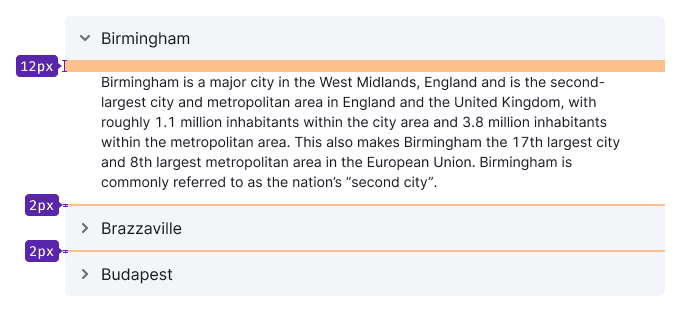 Birmingham
12px
Birmingham is a major city in the West Midlands, England and is the second-
largest city and metropolitan area in England and the United Kingdom, with
roughly 1.1 million inhabitants within the city area and 3.8 million inhabitants
within the metropolitan area. This also makes Birmingham the 17th largest city
and 8th largest metropolitan area in the European Union. Birmingham is
commonly referred to as the nation’s “second city”.
2px
Brazzaville
2px
Budapest